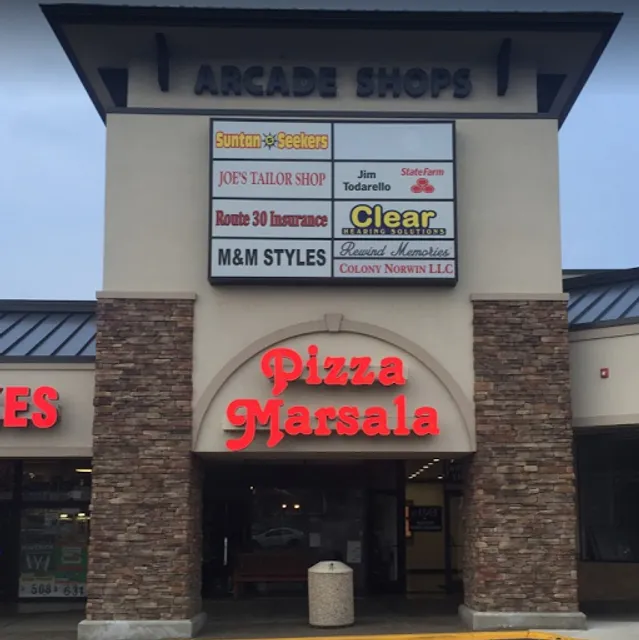 ARCADE SHOPS
Suntan Seekers
JOE'S TAILOR SHOP
Jim
Todarello
StateFarm
Route 30 Insurance
Clear
HEARING SOLUTIONS
M&M STYLES
Rewind Memories
COLONY NORWIN LLC
Pizza
Marsala
ES